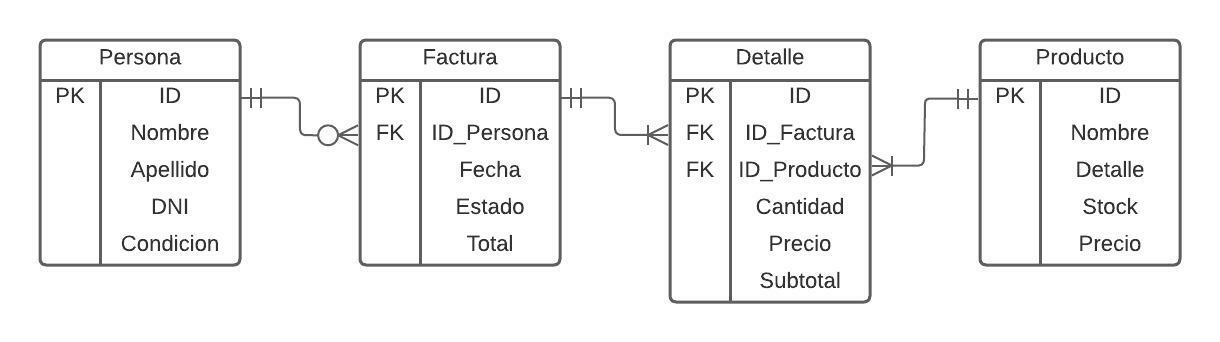 Persona
PK ID
Nombre
Apellido
DNI
Condicion
Factura
PK ID
FK ID_Persona
Fecha
Estado
Total
Detalle
PK ID
FK ID_Factura
FK ID_Producto
Cantidad
Precio
Subtotal
Producto
PK ID
Nombre
Detalle
Stock
Precio